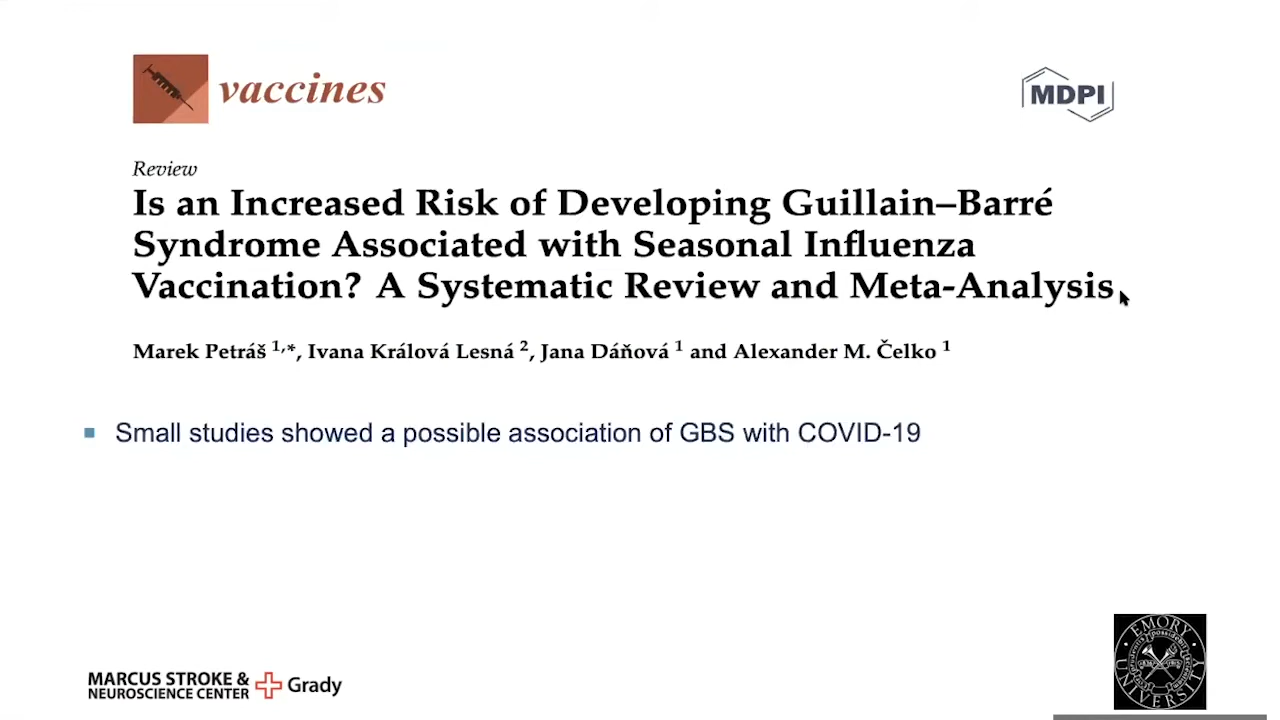 vaccines
MDPI
Review
Is an Increased Risk of Developing Guillain–Barré
Syndrome Associated with Seasonal Influenza
Vaccination? A Systematic Review and Meta-Analysis
Marek Petráš 1,*, Ivana Králová Lesná 2, Jana Dáňová 1 and Alexander M. Čelko 1
Small studies showed a possible association of GBS with COVID-19
MARCUS STROKE &
NEUROSCIENCE CENTER
Grady
EMORY
UNIVERSITY